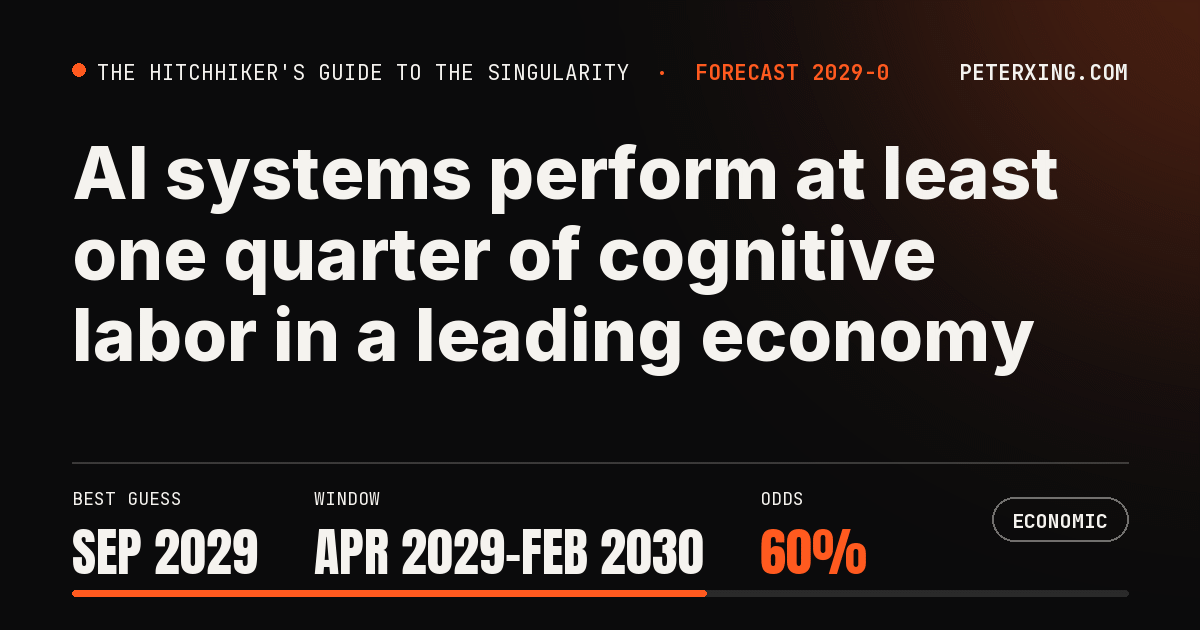 THE HITCHHIKER'S GUIDE TO THE SINGULARITY · FORECAST 2029-0 PETERXING.COM
AI systems perform at least
one quarter of cognitive
labor in a leading economy
BEST GUESS WINDOW ODDS
SEP 2029 APR 2029-FEB 2030 60% ECONOMIC